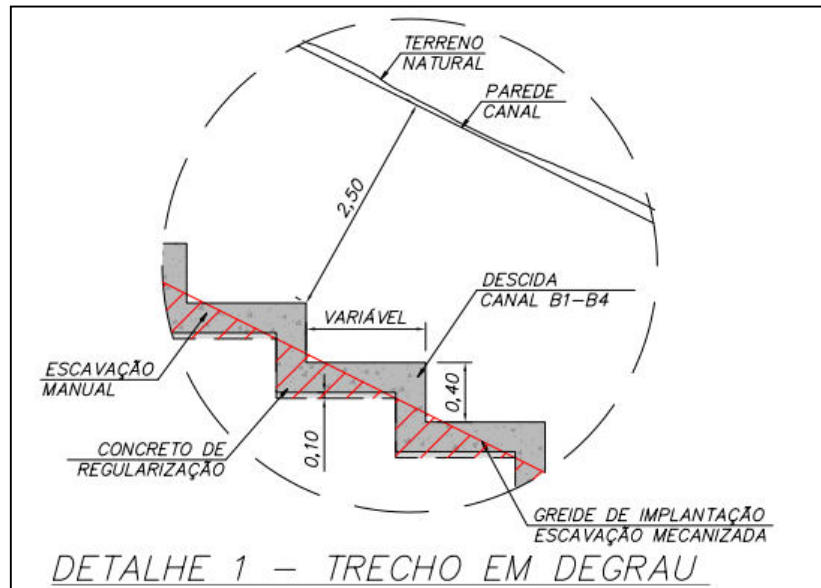 TERRENO
NATURAL
PAREDE
CANAL
2,50
DESCIDA
CANAL B1-B4
VARIÁVEL
ESCAVAÇÃO
MANUAL
0,40
CONCRETO DE
REGULARIZAÇÃO
0,10
GREIDE DE IMPLANTAÇÃO
ESCAVAÇÃO MECANIZADA
DETALHE 1 - TRECHO EM DEGRAU